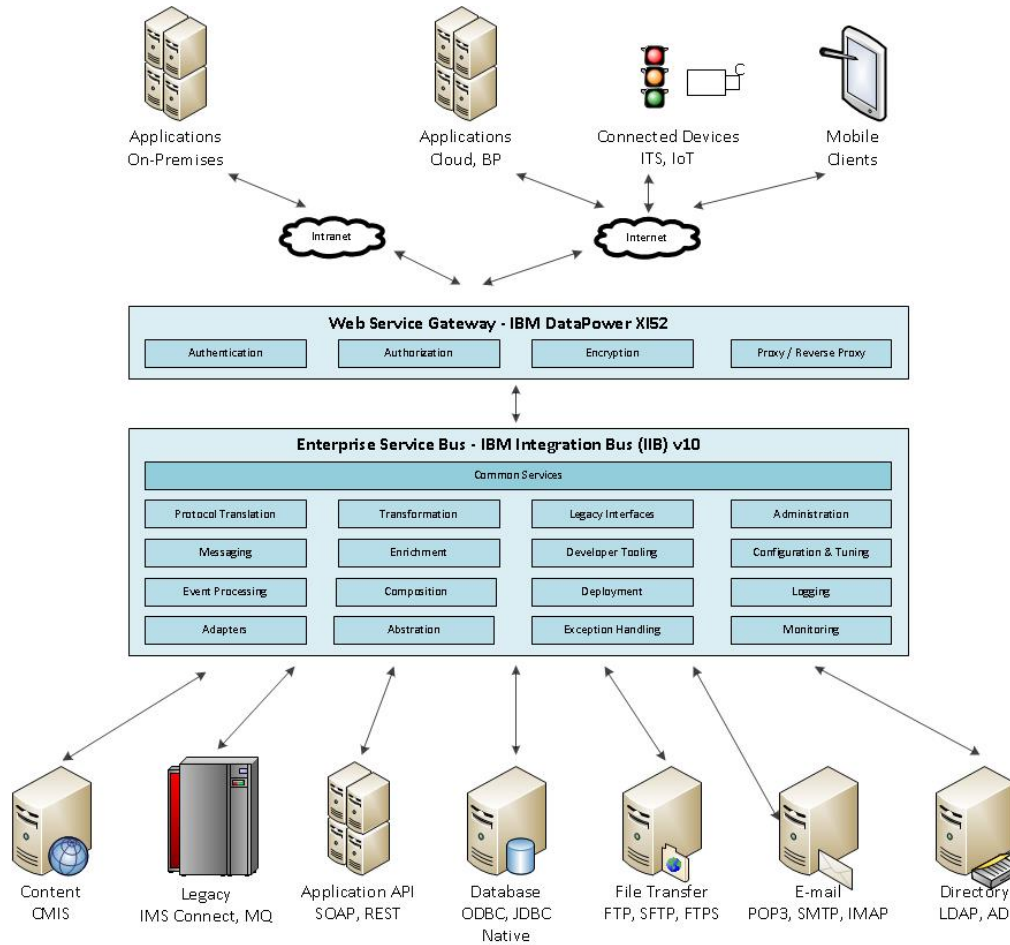 Applications
On-Premises
Applications
Cloud, BP
Connected Devices
ITS, IoT
C
Mobile
Clients
Intranet
Internet
Web Service Gateway - IBM DataPower XI52
Authentication
Authorization
Encryption
Proxy / Reverse Proxy
Enterprise Service Bus - IBM Integration Bus (IIB) v10
Common Services
Protocol Translation
Transformation
Legacy Interfaces
Administration
Messaging
Enrichment
Developer Tooling
Configuration & Tuning
Event Processing
Composition
Deployment
Logging
Adapters
Abstration
Exception Handling
Monitoring
Content
CMIS
Legacy
IMS Connect, MQ
Application API
SOAP, REST
Database
ODBC, JDBC
Native
File Transfer
FTP, SFTP, FTPS
E-mail
POP3, SMTP, IMAP
Directory
LDAP, AD